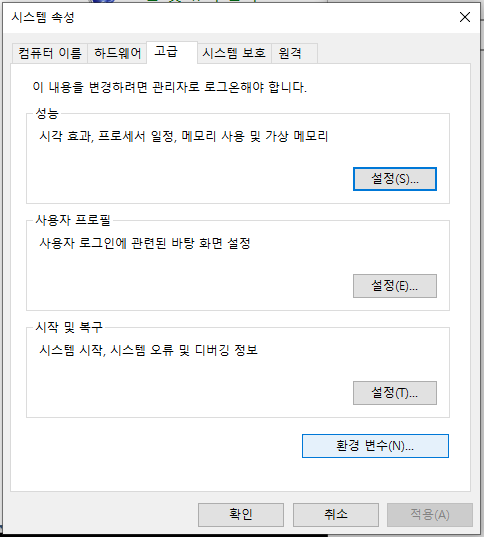 시스템 속성
컴퓨터 이름 하드웨어 고급 시스템 보호 원격
이 내용을 변경하려면 관리자로 로그온해야 합니다.
성능
시각 효과, 프로세서 일정, 메모리 사용 및 가상 메모리
설정(S)...
사용자 프로필
사용자 로그인에 관련된 바탕 화면 설정
설정(E)...
시작 및 복구
시스템 시작, 시스템 오류 및 디버깅 정보
설정(T)...
환경 변수(N)...
확인 취소 적용(A)